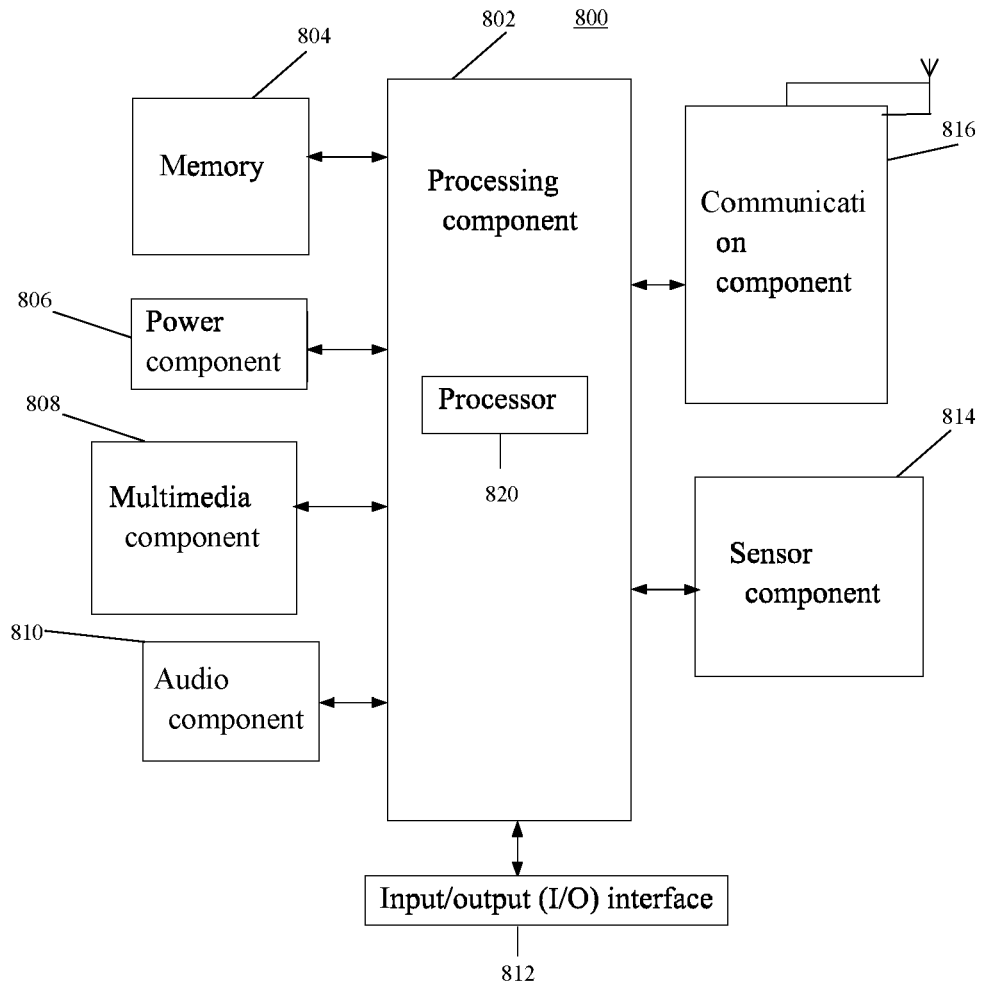 802
800
804
816
Memory
Processing
component
Communicati
on
component
806
Power
component
Processor
820
808
Multimedia
component
814
Sensor
component
810
Audio
component
Input/output (I/O) interface
812